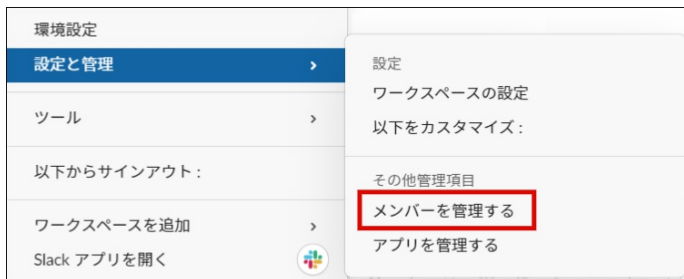 環境設定
設定と管理
ツール
以下からサインアウト :
ワークスペースを追加
Slack アプリを開く
設定
ワークスペースの設定
以下をカスタマイズ :
その他管理項目
メンバーを管理する
アプリを管理する